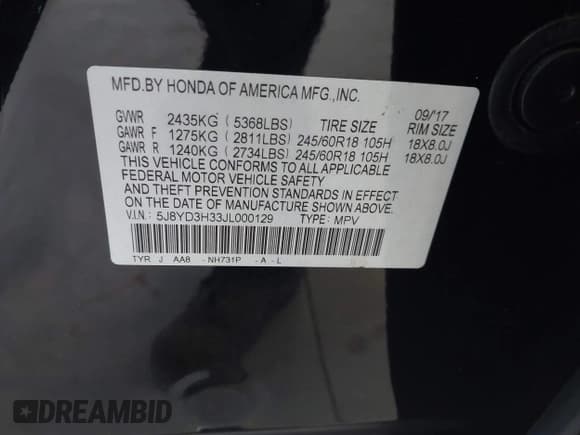 MFD.BY HONDA OF AMERICA MFG.,INC.
09/17
GVWR 2435KG ( 5368LBS) TIRE SIZE RIM SIZE
GAWR F 1275KG ( 2811LBS) 245/60R18 105H 18X8.0J
GAWR R 1240KG ( 2734LBS) 245/60R18 105H 18X8.0J
THIS VEHICLE CONFORMS TO ALL APPLICABLE
FEDERAL MOTOR VEHICLE SAFETY
AND THEFT PREVENTION STANDARDS IN EFFECT
ON THE DATE OF MANUFACTURE SHOWN ABOVE.
V.I.N.: 5J8YD3H33JL000129 TYPE: MPV
TYR J AA8 -NH731P -A-L
DREAMBID